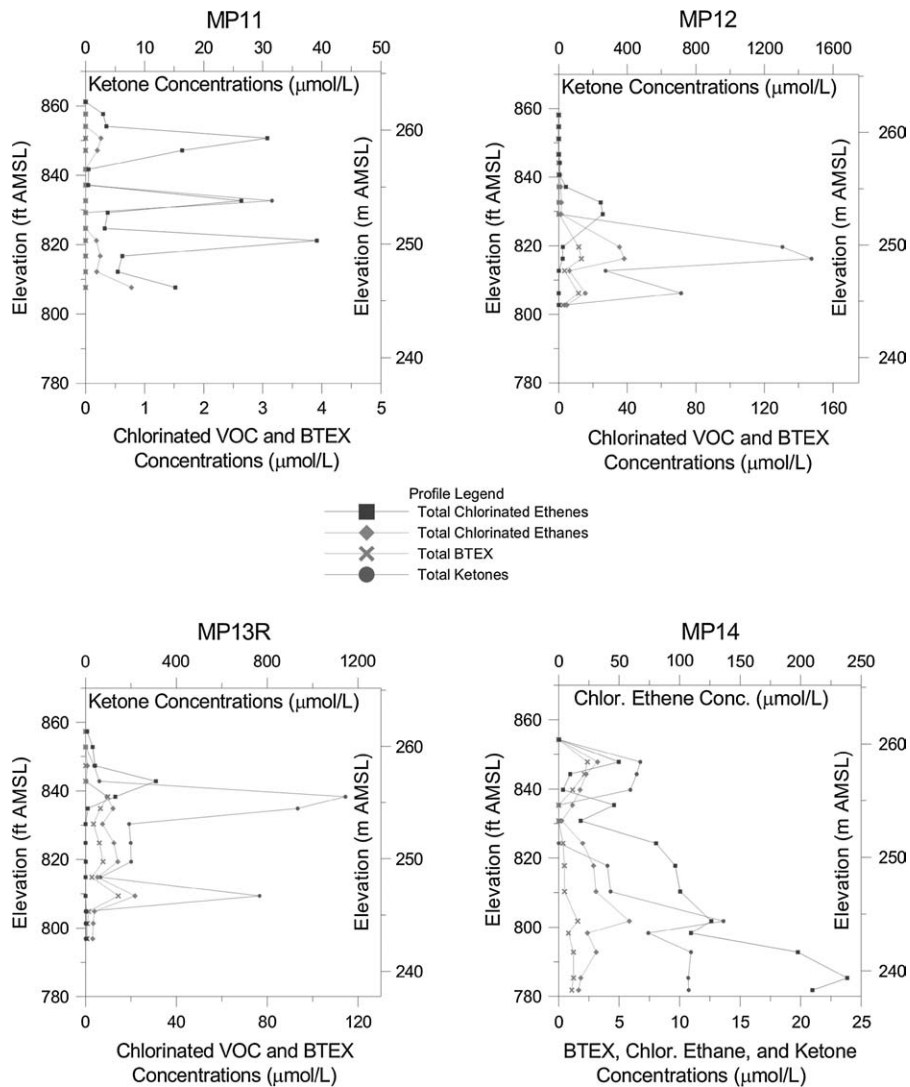 MP11
0 10 20 30 40 50
Ketone Concentrations (μmol/L)
Elevation (ft AMSL)
860
840
820
800
780
Elevation (m AMSL)
260
250
240
0 1 2 3 4 5
Chlorinated VOC and BTEX
Concentrations (μmol/L)
MP12
0 400 800 1200 1600
Ketone Concentrations (μmol/L)
Elevation (ft AMSL)
860
840
820
800
780
Elevation (m AMSL)
260
250
240
0 40 80 120 160
Chlorinated VOC and BTEX
Concentrations (μmol/L)
Profile Legend
Total Chlorinated Ethenes
Total Chlorinated Ethanes
Total BTEX
Total Ketones
MP13R
0 400 800 1200
Ketone Concentrations (μmol/L)
Elevation (ft AMSL)
860
840
820
800
780
Elevation (m AMSL)
260
250
240
0 40 80 120
Chlorinated VOC and BTEX
Concentrations (μmol/L)
MP14
0 50 100 150 200 250
Chlor. Ethene Conc. (μmol/L)
Elevation (ft AMSL)
860
840
820
800
780
Elevation (m AMSL)
260
250
240
0 5 10 15 20 25
BTEX, Chlor. Ethane, and Ketone
Concentrations (μmol/L)